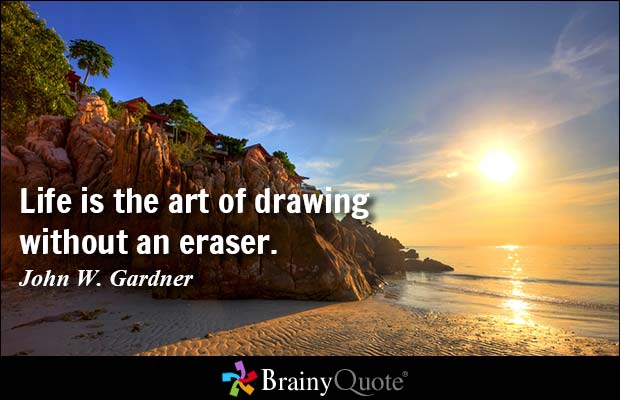 Life is the art of drawing
without an eraser.
John W. Gardner
BrainyQuote®